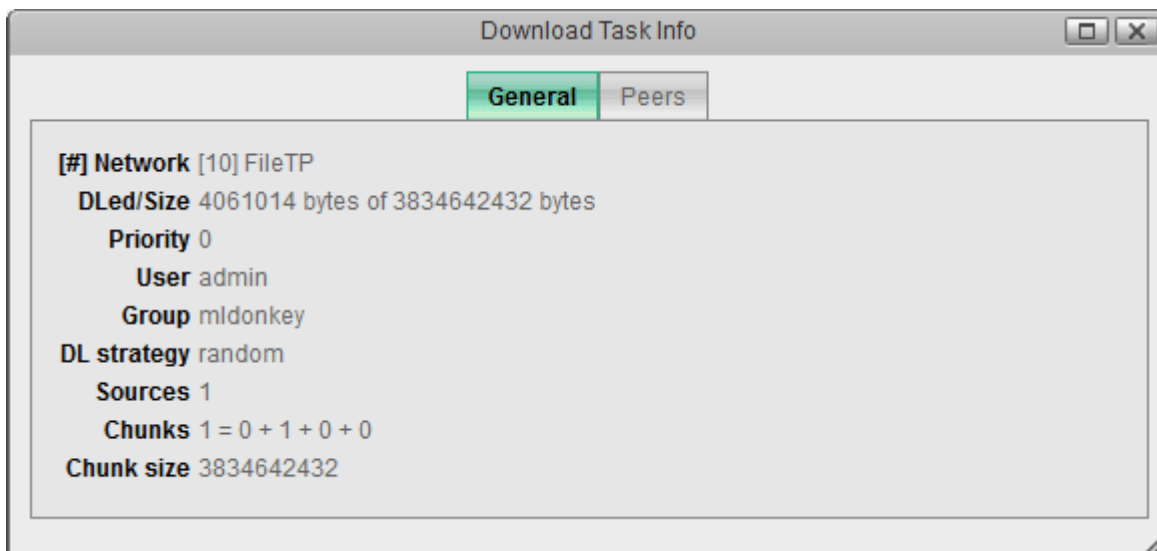 Download Task Info
General Peers
[#] Network [10] FileTP
DLed/Size 4061014 bytes of 3834642432 bytes
Priority 0
User admin
Group mldonkey
DL strategy random
Sources 1
Chunks 1 = 0 + 1 + 0 + 0
Chunk size 3834642432